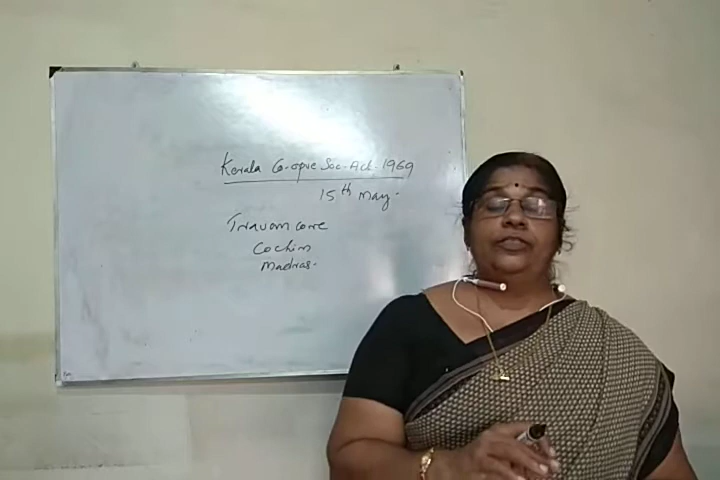 Kerala Co-opve Soc. Act. 1969
15th May.
Travancore
Cochin
Madras.